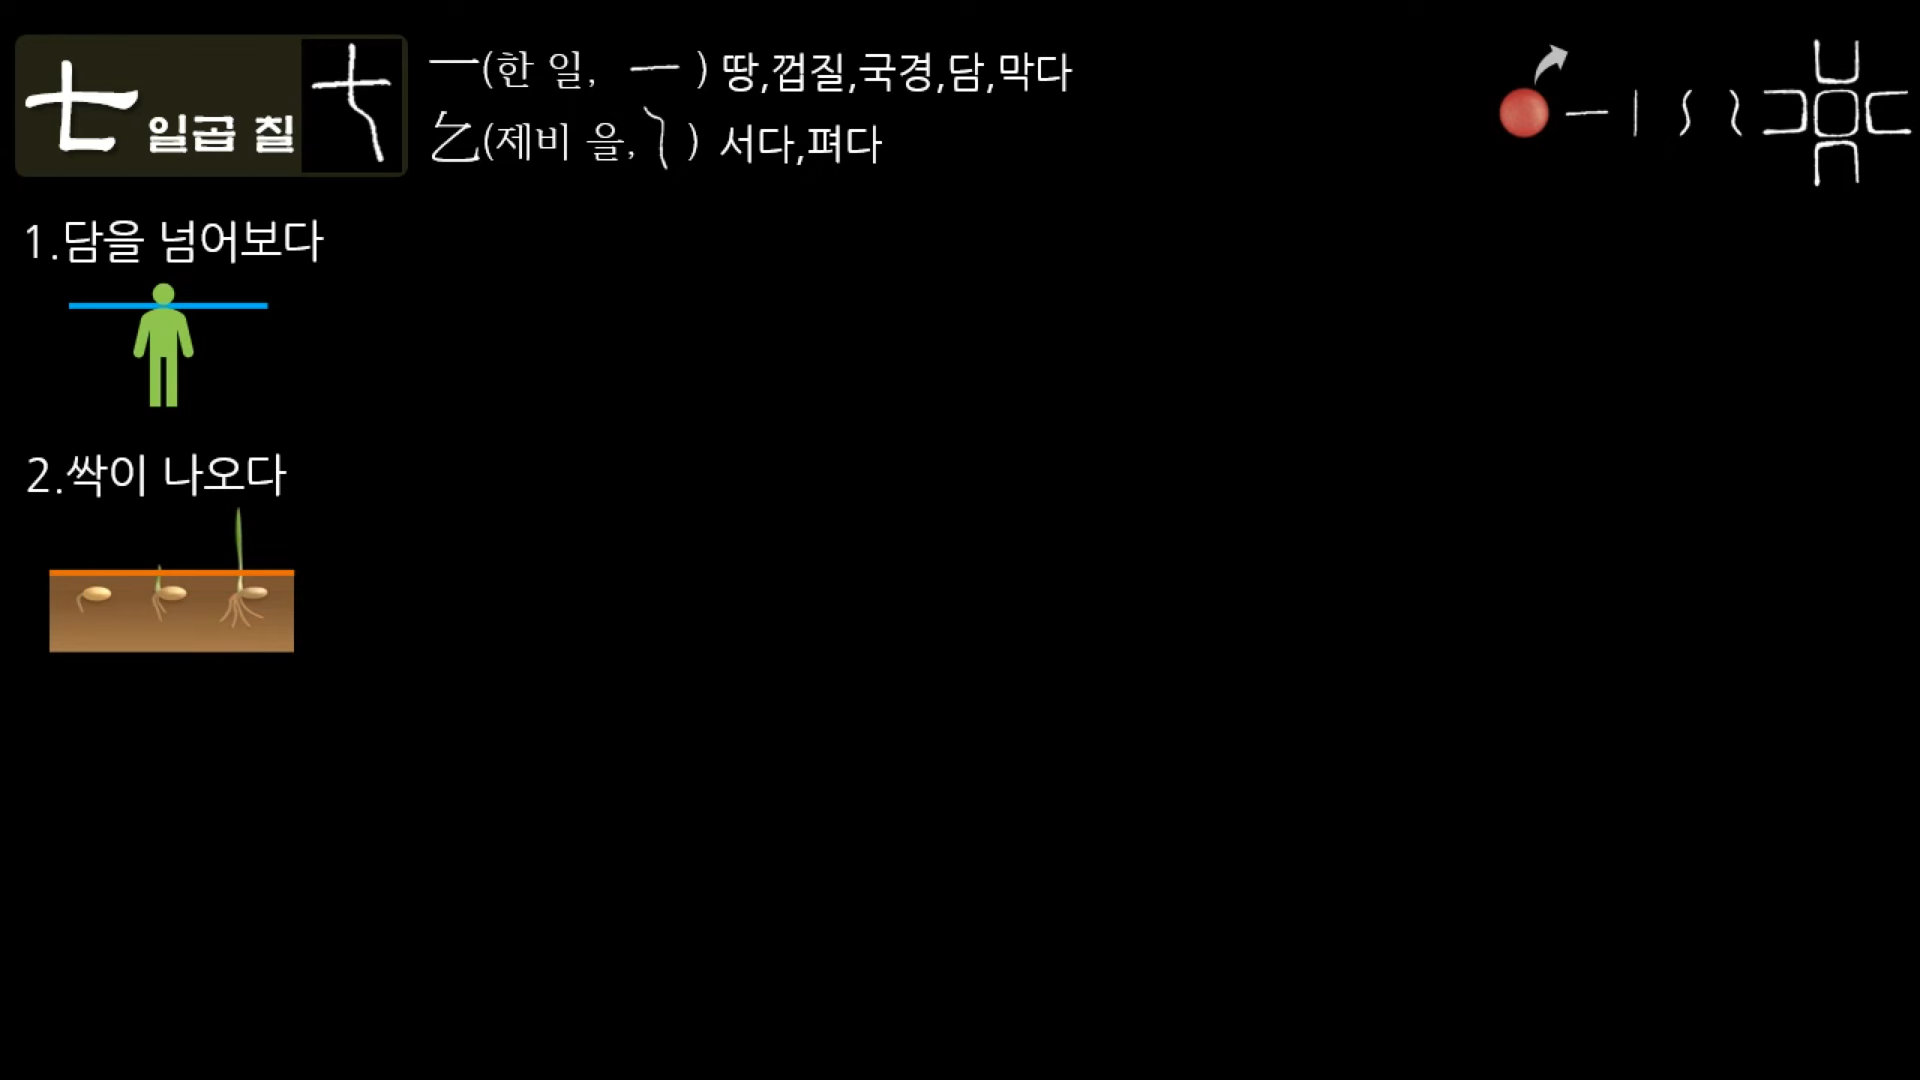 七 일곱 칠
一(한 일, 一 ) 땅,껍질,국경,담,막다
乙(제비 을, ) 서다,펴다
1.담을 넘어보다
2.싹이 나오다